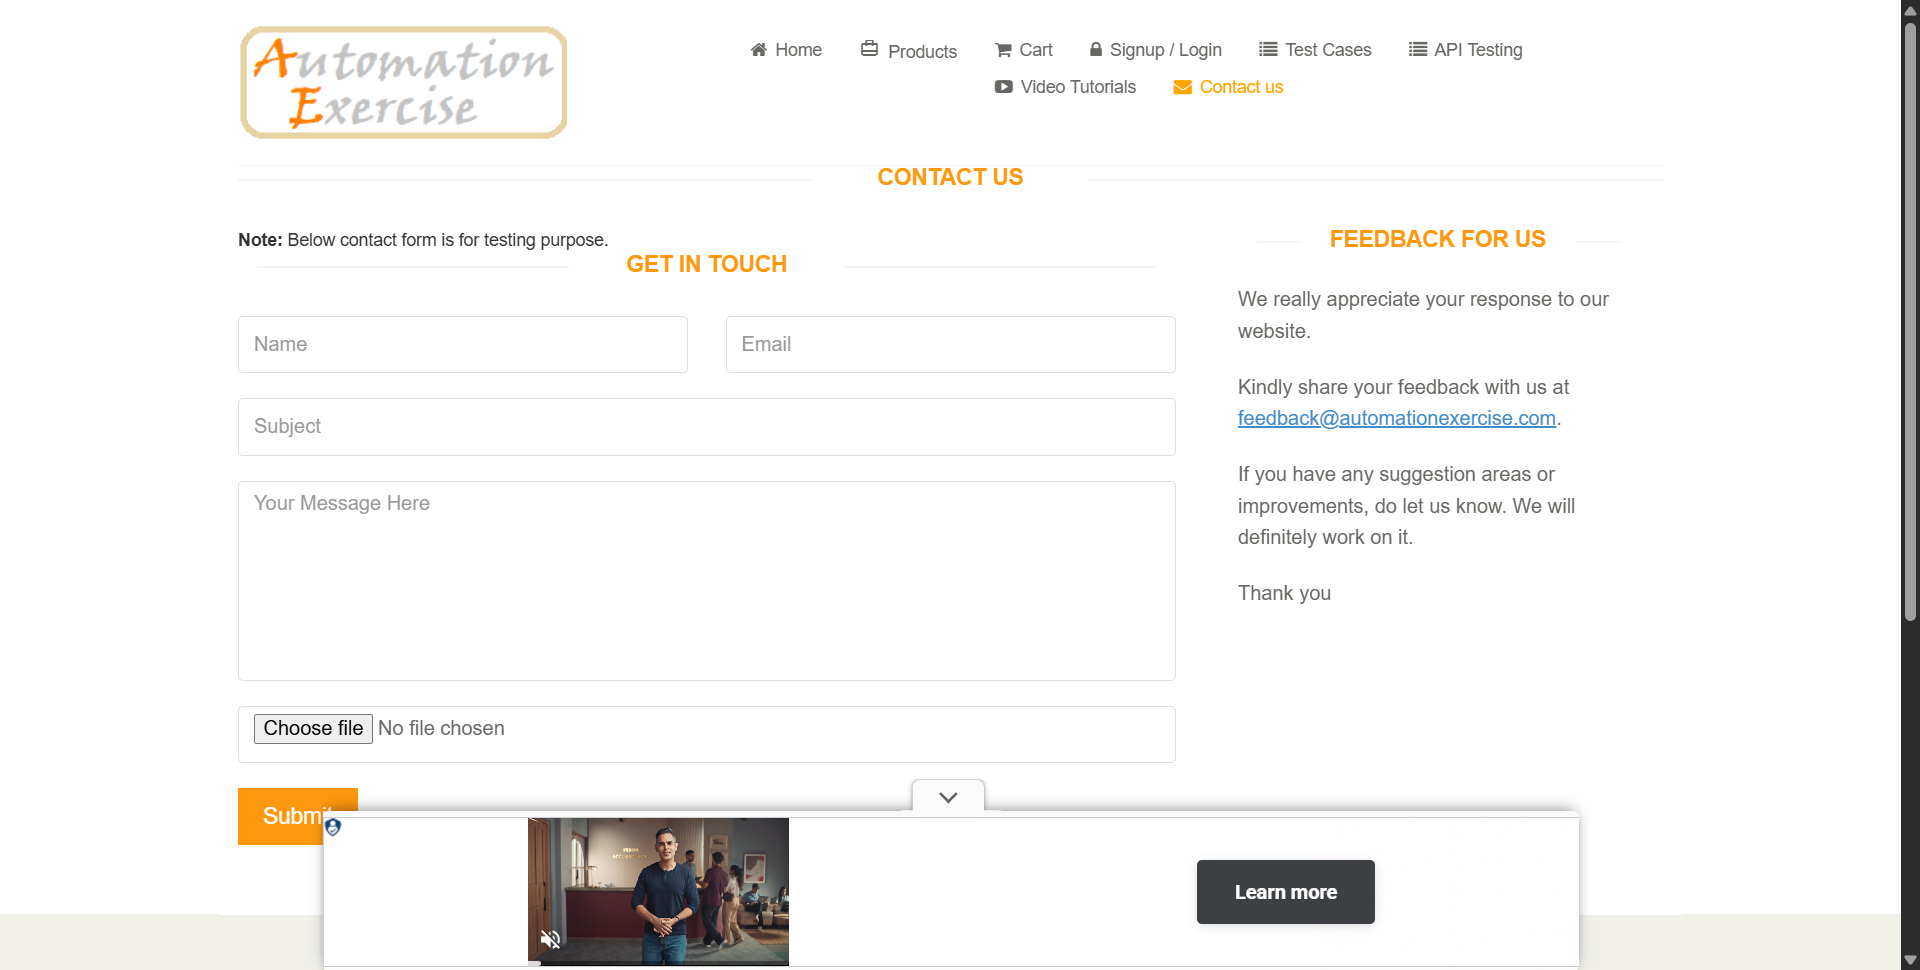 Automation
Exercise
Home
Products
Cart
Signup / Login
Test Cases
API Testing
Video Tutorials
Contact us
CONTACT US
Note: Below contact form is for testing purpose.
GET IN TOUCH
Name
Email
Subject
Your Message Here
Choose file No file chosen
Submit
FEEDBACK FOR US
We really appreciate your response to our
website.
Kindly share your feedback with us at
feedback@automationexercise.com.
If you have any suggestion areas or
improvements, do let us know. We will
definitely work on it.
Thank you
Learn more